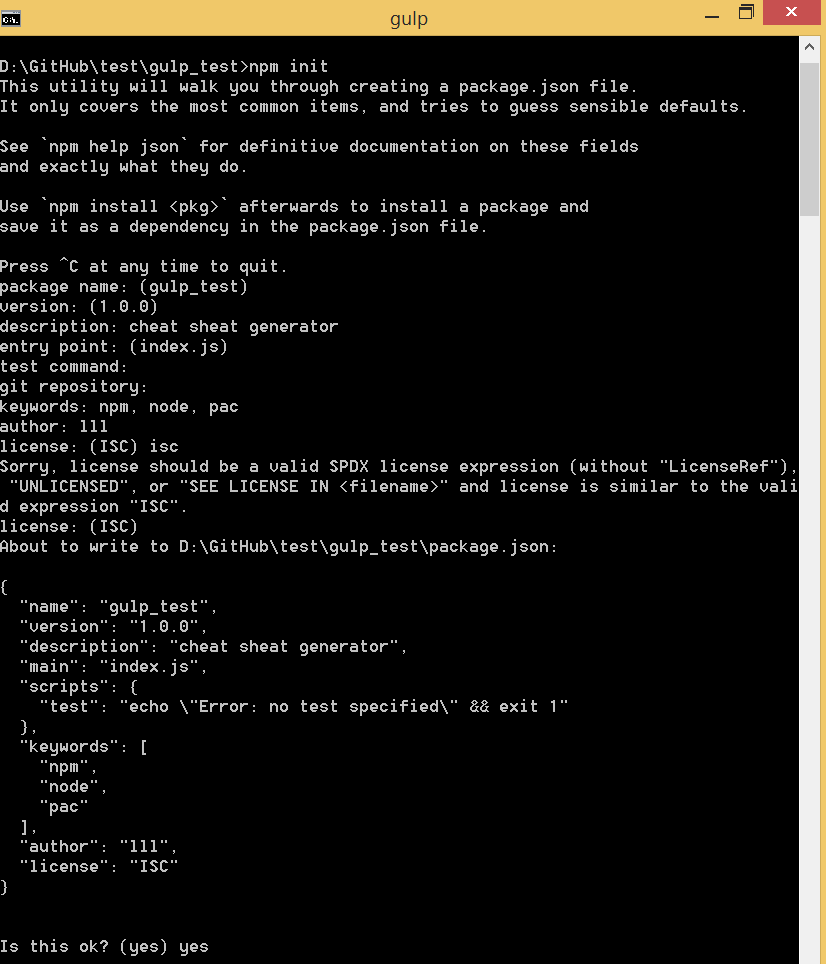 gulp
D:\GitHub\test\gulp_test>npm init
This utility will walk you through creating a package.json file.
It only covers the most common items, and tries to guess sensible defaults.
See `npm help json` for definitive documentation on these fields
and exactly what they do.
Use `npm install <pkg>` afterwards to install a package and
save it as a dependency in the package.json file.
Press ^C at any time to quit.
package name: (gulp_test)
version: (1.0.0)
description: cheat sheat generator
entry point: (index.js)
test command:
git repository:
keywords: npm, node, pac
author: lll
license: (ISC) isc
Sorry, license should be a valid SPDX license expression (without "LicenseRef"),
 "UNLICENSED", or "SEE LICENSE IN <filename>" and license is similar to the vali
d expression "ISC".
license: (ISC)
About to write to D:\GitHub\test\gulp_test\package.json:
{
  "name": "gulp_test",
  "version": "1.0.0",
  "description": "cheat sheat generator",
  "main": "index.js",
  "scripts": {
    "test": "echo \"Error: no test specified\" && exit 1"
  },
  "keywords": [
    "npm",
    "node",
    "pac"
  ],
  "author": "lll",
  "license": "ISC"
}
Is this ok? (yes) yes